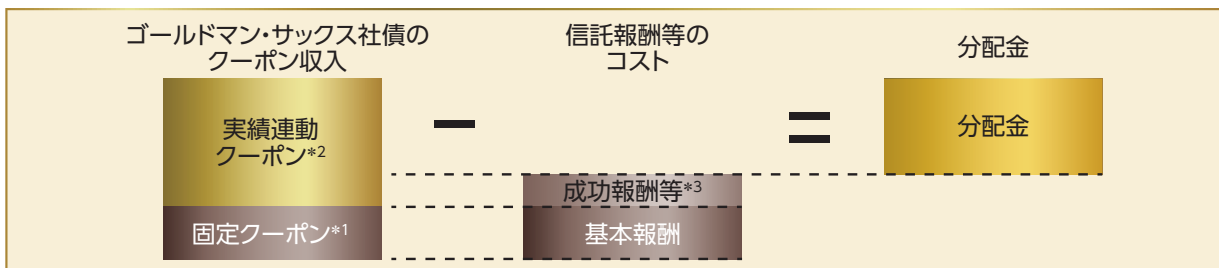 ゴールドマン・サックス社債の
クーポン収入
実績連動
クーポン*2
固定クーポン*1
ー
信託報酬等の
コスト
成功報酬等*3
基本報酬
=
分配金
分配金